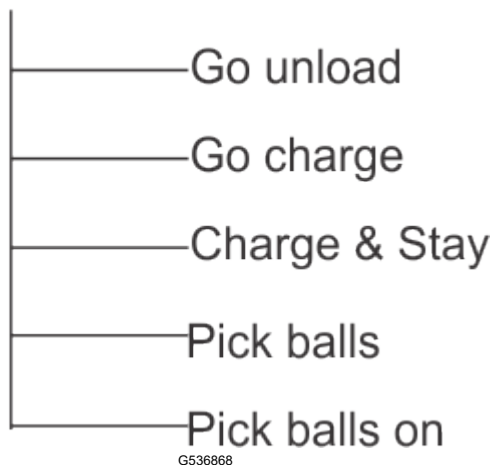 Go unload
Go charge
Charge & Stay
Pick balls
Pick balls on
G536868